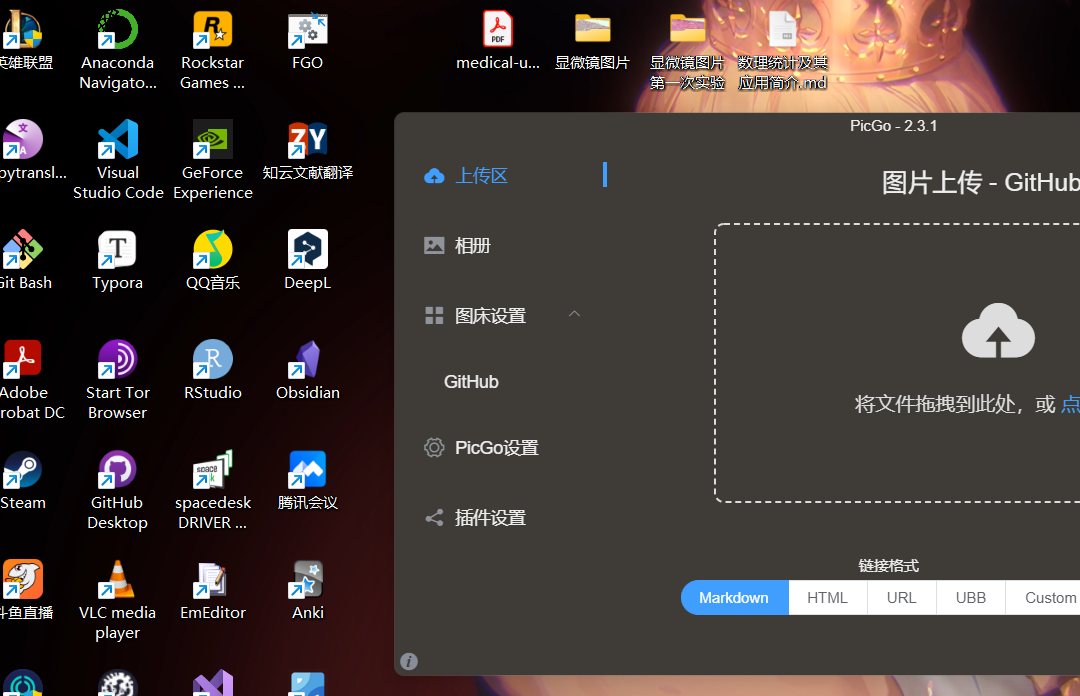 英雄联盟
Anaconda
Navigato...
Rockstar
Games ...
FGO
medical-u...
显微镜图片
显微镜图片
第一次实验
数理统计及其
应用简介.md
pytransl...
Visual
Studio Code
GeForce
Experience
知云文献翻译
Git Bash
Typora
QQ音乐
DeepL
Adobe
robat DC
Start Tor
Browser
RStudio
Obsidian
Steam
GitHub
Desktop
spacedesk
DRIVER ...
腾讯会议
斗鱼直播
VLC media
player
EmEditor
Anki
PicGo - 2.3.1
上传区
相册
图床设置
GitHub
PicGo设置
插件设置
图片上传 - GitHub
将文件拖拽到此处，或 点
链接格式
Markdown
HTML
URL
UBB
Custom